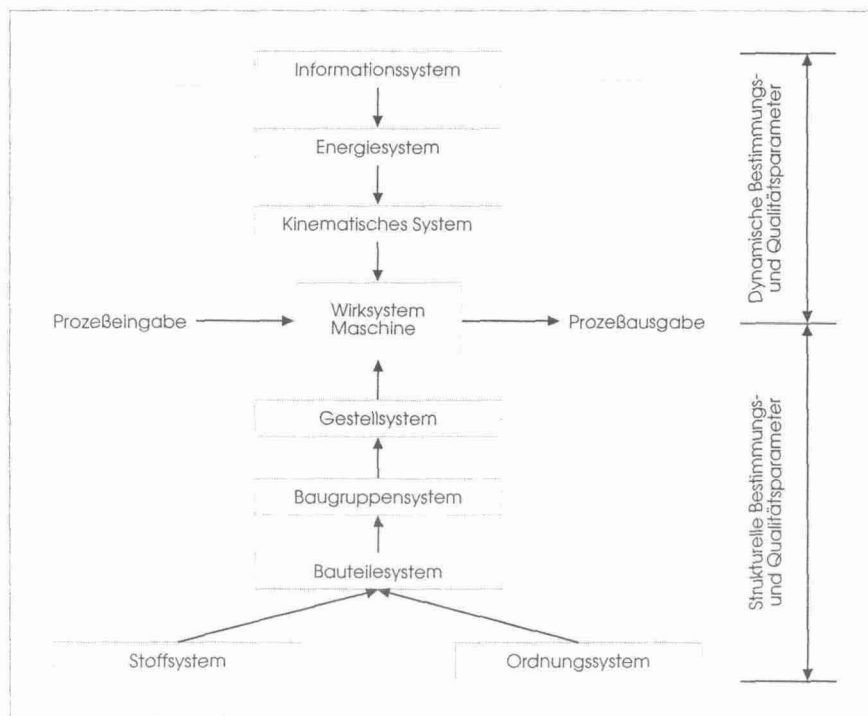 Informationssystem
Energiesystem
Kinematisches System
Wirksystem
Maschine
Prozeßeingabe
Prozeßausgabe
Gestellsystem
Baugruppensystem
Bauteilesystem
Stoffsystem
Ordnungssystem
Dynamische Bestimmungs-
und Qualitätsparameter
Strukturelle Bestimmungs-
und Qualitätsparameter